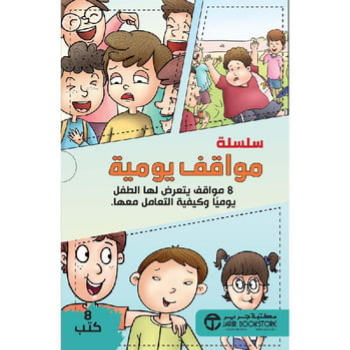 سلسلة
مواقف يومية
8 مواقف يتعرض لها الطفل
يوميًا وكيفية التعامل معها.
8
كتب
مكتبة جرير
JARIR BOOKSTORE